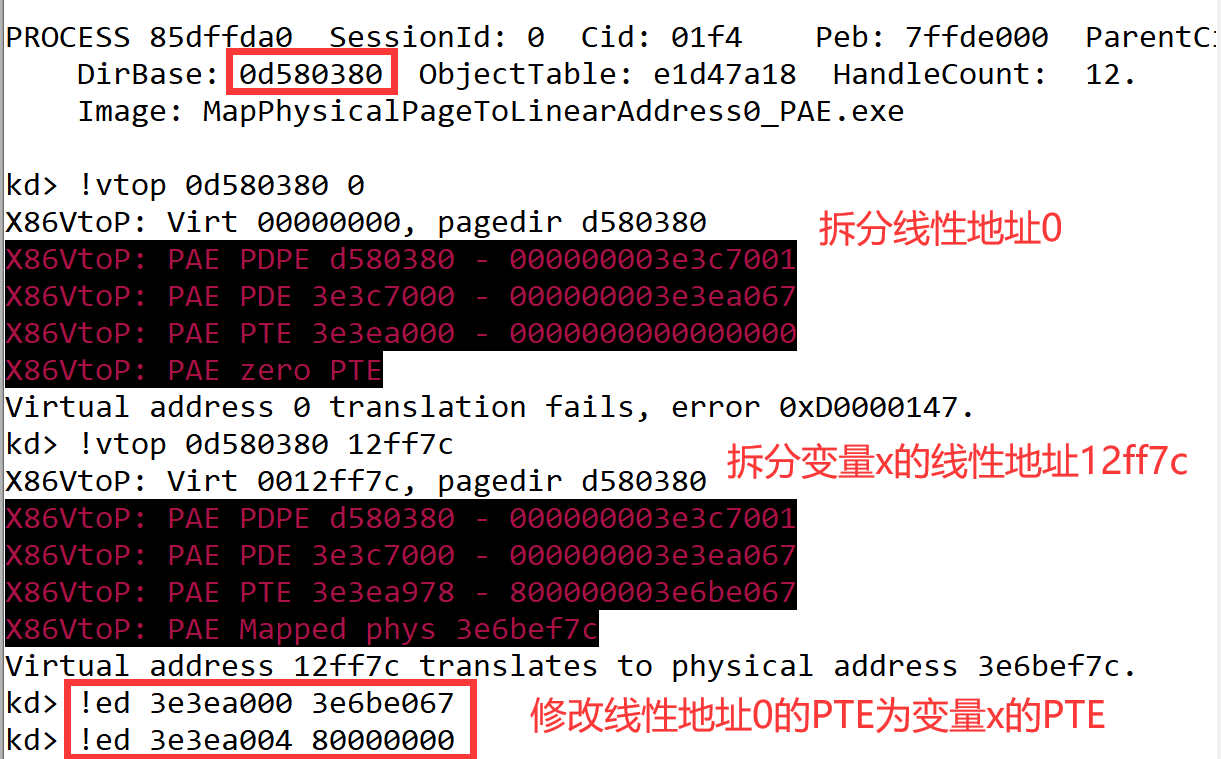 PROCESS 85dffda0  SessionId: 0  Cid: 01f4    Peb: 7ffde000  ParentCi
    DirBase: 0d580380  ObjectTable: e1d47a18  HandleCount:  12.
    Image: MapPhysicalPageToLinearAddress0_PAE.exe
kd> !vtop 0d580380 0
X86VtoP: Virt 00000000, pagedir d580380
拆分线性地址0
X86VtoP: PAE PDPE d580380 - 000000003e3c7001
X86VtoP: PAE PDE 3e3c7000 - 000000003e3ea067
X86VtoP: PAE PTE 3e3ea000 - 0000000000000000
X86VtoP: PAE zero PTE
Virtual address 0 translation fails, error 0xD0000147.
kd> !vtop 0d580380 12ff7c
拆分变量x的线性地址12ff7c
X86VtoP: Virt 0012ff7c, pagedir d580380
X86VtoP: PAE PDPE d580380 - 000000003e3c7001
X86VtoP: PAE PDE 3e3c7000 - 000000003e3ea067
X86VtoP: PAE PTE 3e3ea978 - 800000003e6be067
X86VtoP: PAE Mapped phys 3e6bef7c
Virtual address 12ff7c translates to physical address 3e6bef7c.
kd> !ed 3e3ea000 3e6be067
修改线性地址0的PTE为变量x的PTE
kd> !ed 3e3ea004 80000000